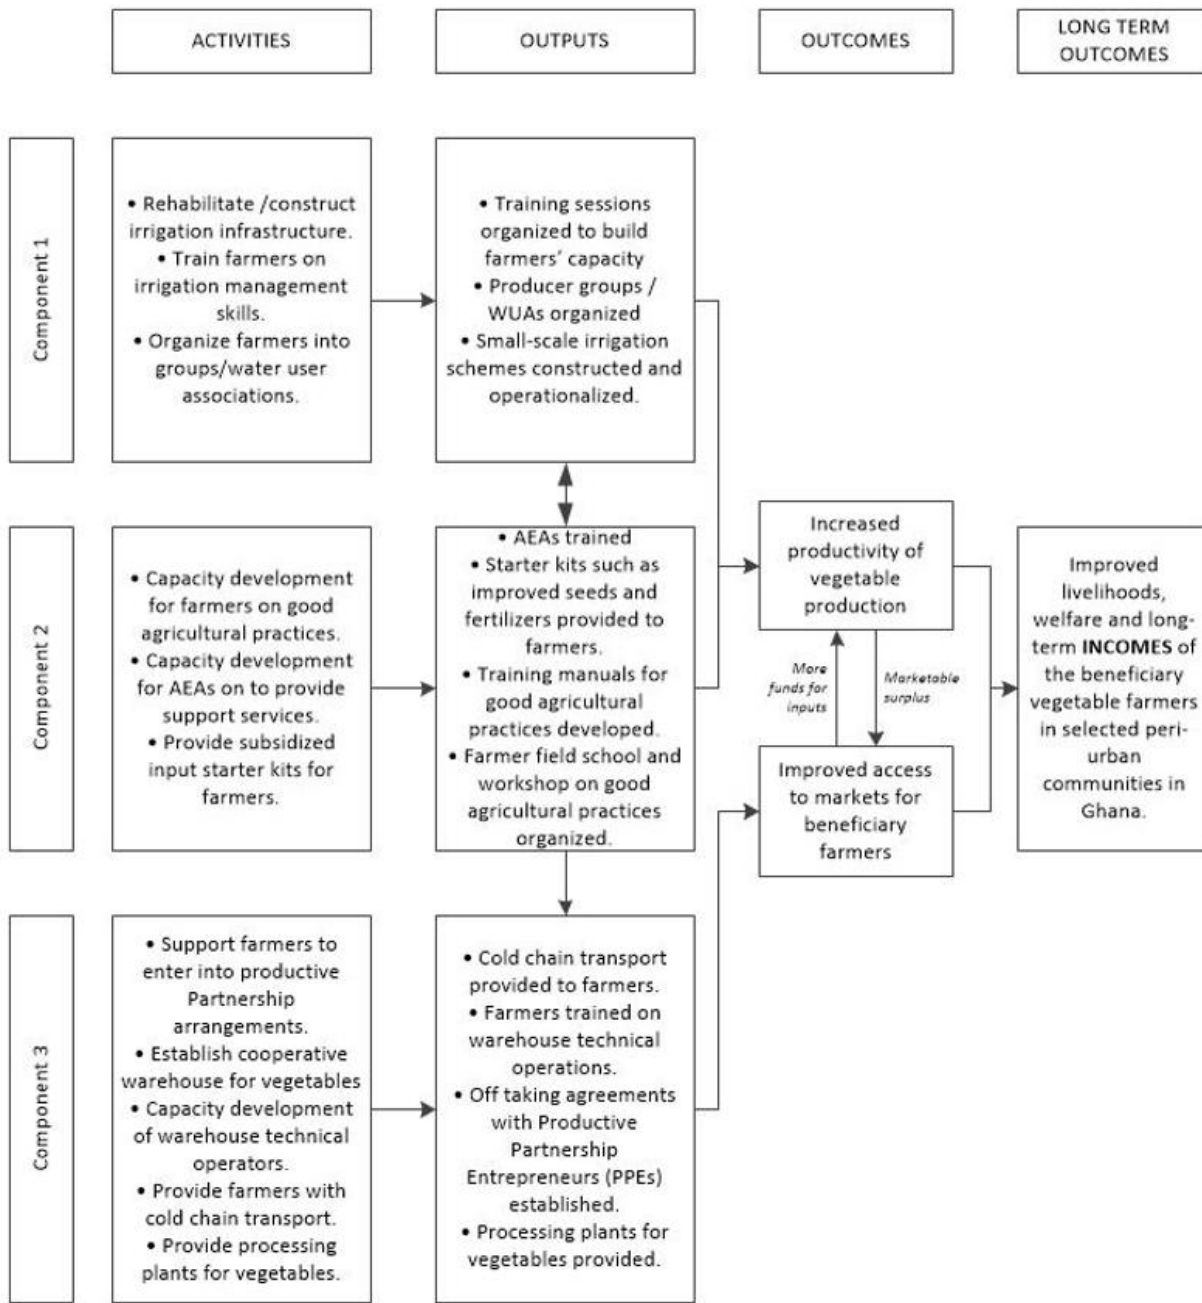 ACTIVITIES
OUTPUTS
OUTCOMES
LONG TERM
OUTCOMES
Component 1
• Rehabilitate /construct
irrigation infrastructure.
• Train farmers on
irrigation management
skills.
• Organize farmers into
groups/water user
associations.
• Training sessions
organized to build
farmers’ capacity
• Producer groups /
WUAs organized
• Small-scale irrigation
schemes constructed and
operationalized.
Component 2
• Capacity development
for farmers on good
agricultural practices.
• Capacity development
for AEAs on to provide
support services.
• Provide subsidized
input starter kits for
farmers.
• AEAs trained
• Starter kits such as
improved seeds and
fertilizers provided to
farmers.
• Training manuals for
good agricultural
practices developed.
• Farmer field school and
workshop on good
agricultural practices
organized.
Increased
productivity of
vegetable
production
More
funds for
inputs
Marketable
surplus
Improved access
to markets for
beneficiary
farmers
Improved
livelihoods,
welfare and long-
term INCOMES of
the beneficiary
vegetable farmers
in selected peri-
urban
communities in
Ghana.
Component 3
• Support farmers to
enter into productive
Partnership
arrangements.
• Establish cooperative
warehouse for vegetables
• Capacity development
of warehouse technical
operators.
• Provide farmers with
cold chain transport.
• Provide processing
plants for vegetables.
• Cold chain transport
provided to farmers.
• Farmers trained on
warehouse technical
operations.
• Off taking agreements
with Productive
Partnership
Entrepreneurs (PPEs)
established.
• Processing plants for
vegetables provided.